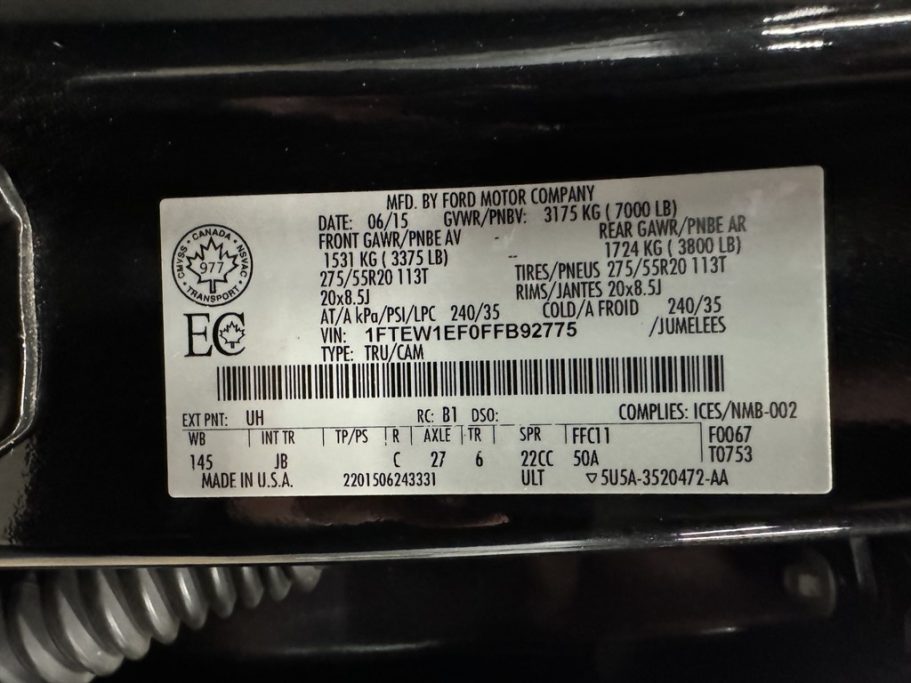 MFD. BY FORD MOTOR COMPANY
DATE: 06/15 GVWR/PNBV: 3175 KG ( 7000 LB)
FRONT GAWR/PNBE AV REAR GAWR/PNBE AR
1531 KG ( 3375 LB) 1724 KG ( 3800 LB)
275/55R20 113T TIRES/PNEUS 275/55R20 113T
20x8.5J RIMS/JANTES 20x8.5J
AT/A kPa/PSI/LPC 240/35 COLD/A FROID 240/35
VIN: 1FTEW1EF0FFB92775 /JUMELEES
TYPE: TRU/CAM
CMVSS · CANADA · NSVAC
977
TRANSPORT
EC
EXT PNT: UH RC: B1 DSO: COMPLIES: ICES/NMB-002
WB INT TR TP/PS R AXLE TR SPR FFC11 F0067
145 JB C 27 6 22CC 50A T0753
MADE IN U.S.A. 2201506243331 ULT ▽5U5A-3520472-AA